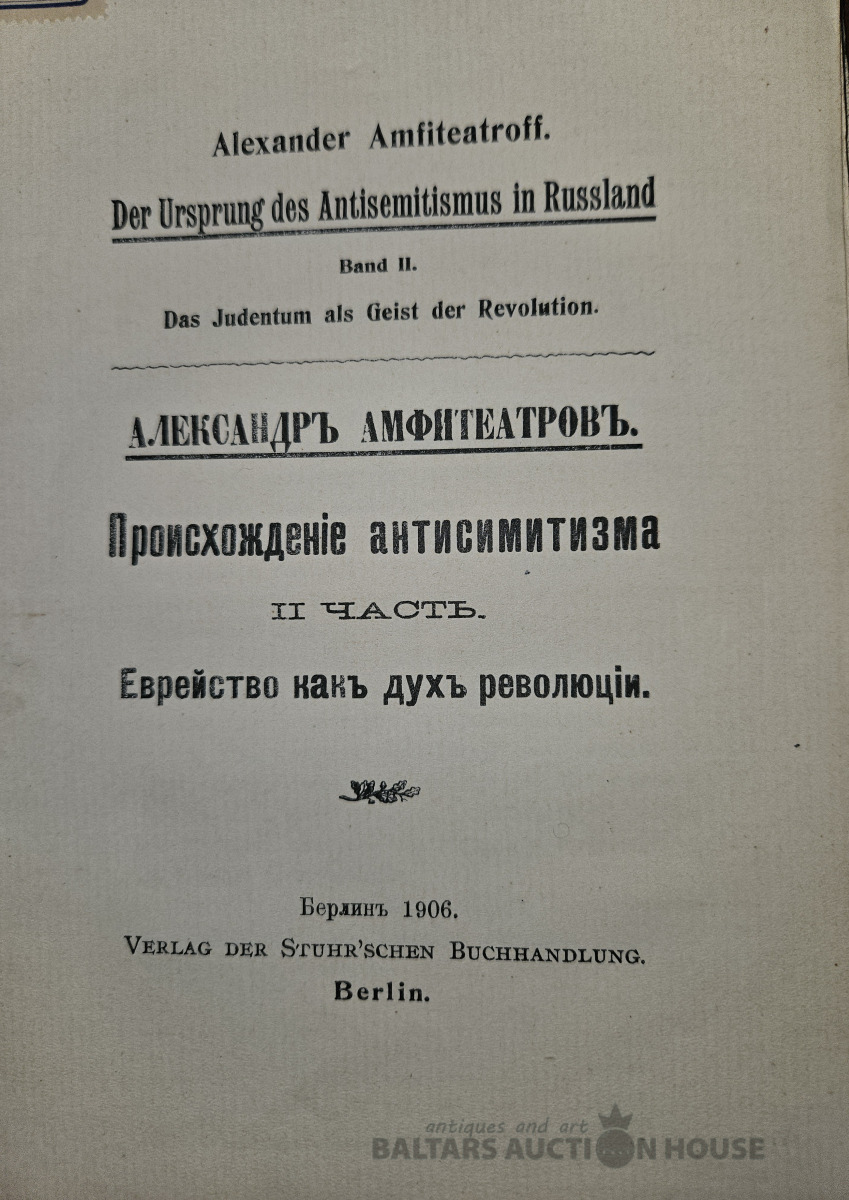 Alexander Amfiteatroff.
Der Ursprung des Antisemitismus in Russland
Band II.
Das Judentum als Geist der Revolution.
АЛЕКСАНДРЪ АМФИТЕАТРОВЪ.
Происхожденіе антисимитизма
II ЧАСТЬ.
Еврейство какъ духъ революціи.
Берлинъ 1906.
VERLAG DER STUHR'SCHEN BUCHHANDLUNG.
Berlin.
antiques and art
BALTARS AUCTION HOUSE